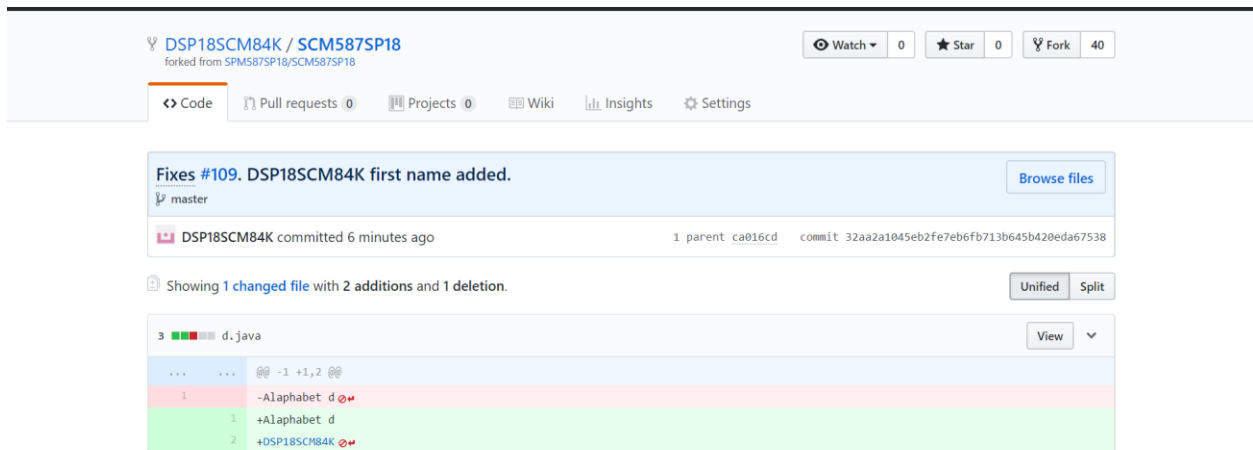 DSP18SCM84K / SCM587SP18
forked from SPM587SP18/SCM587SP18
Watch 0 Star 0 Fork 40
Code Pull requests 0 Projects 0 Wiki Insights Settings
Fixes #109. DSP18SCM84K first name added.
Browse files
master
DSP18SCM84K committed 6 minutes ago 1 parent ca016cd commit 32aa2a1045eb2fe7eb6fb713b645b420eda67538
Showing 1 changed file with 2 additions and 1 deletion. Unified Split
3 d.java View
... ... @@ -1 +1,2 @@
1 -Alaphabet d
1 +Alaphabet d
2 +DSP18SCM84K